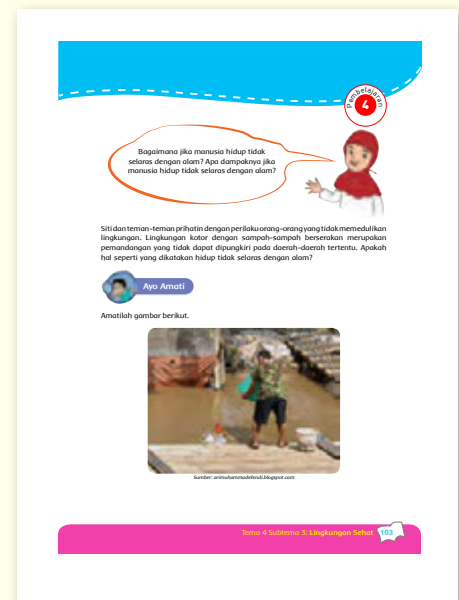 Pembelajaran
4
Bagaimana jika manusia hidup tidak
selaras dengan alam? Apa dampaknya jika
manusia hidup tidak selaras dengan alam?
Siti dan teman-teman prihatin dengan perilaku orang-orang yang tidak memedulikan
lingkungan. Lingkungan kotor dengan sampah-sampah berserakan merupakan
pemandangan yang tidak dapat dipungkiri pada daerah-daerah tertentu. Apakah
hal seperti yang dikatakan hidup tidak selaras dengan alam?
Ayo Amati
Amatilah gambar berikut.
Sumber: arimuhammadefendi.blogspot.com
Tema 4 Subtema 3: Lingkungan Sehat
103